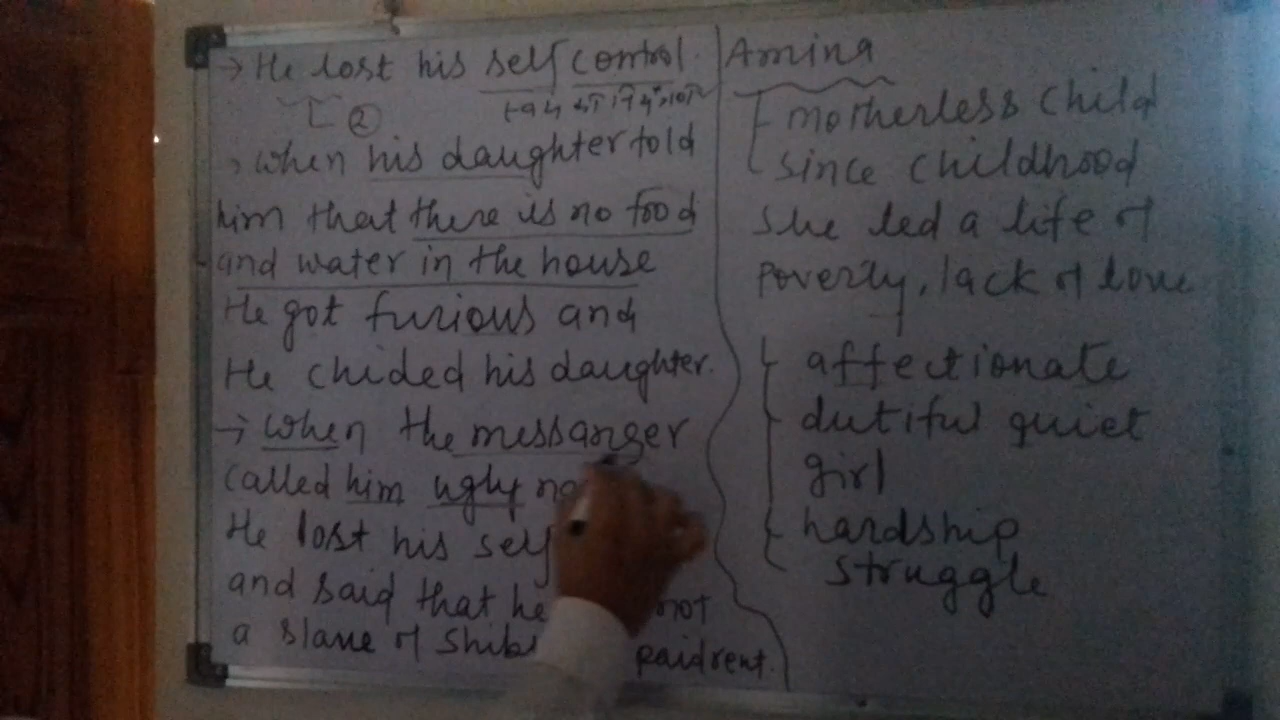 → He lost his self control.
②
→ when his daughter told
him that there is no food
and water in the house
He got furious and
He chided his daughter.
→ when the messanger
called him ugly
He lost his self
and said that he not
a slave of paid rent.
Amina
motherless child
since childhood
She led a life of
poverty, lack of love
affectionate
dutiful quiet
girl
hardship
struggle